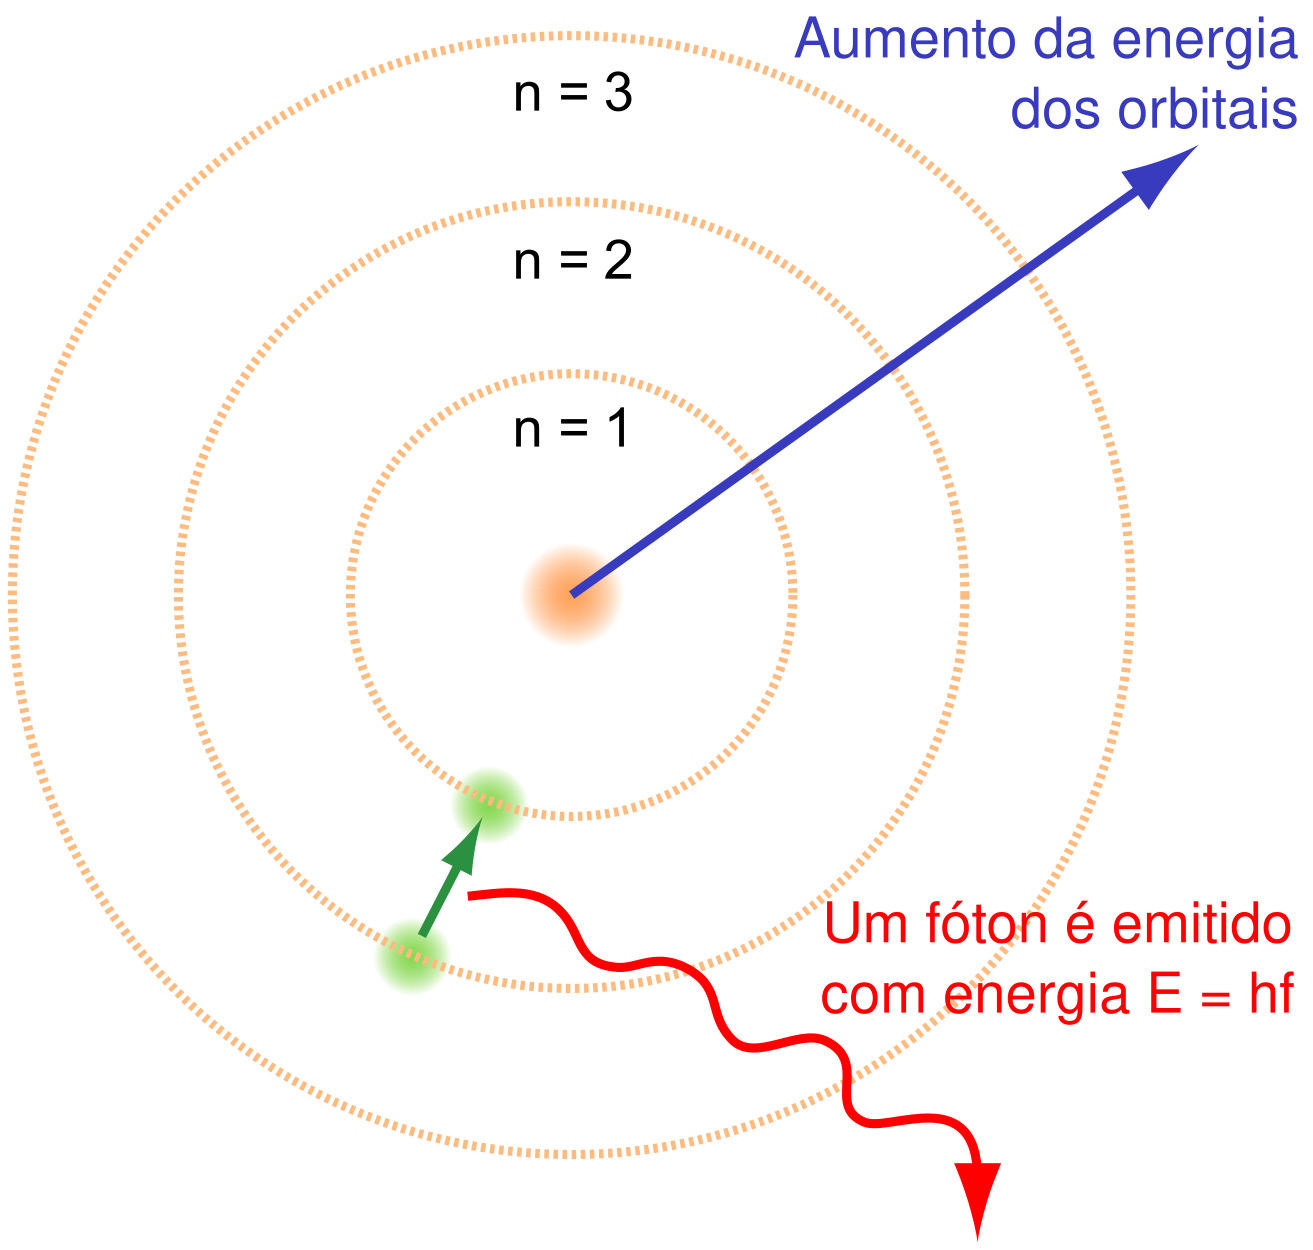 Aumento da energia
dos orbitais
n = 3
n = 2
n = 1
Um fóton é emitido
com energia E = hf